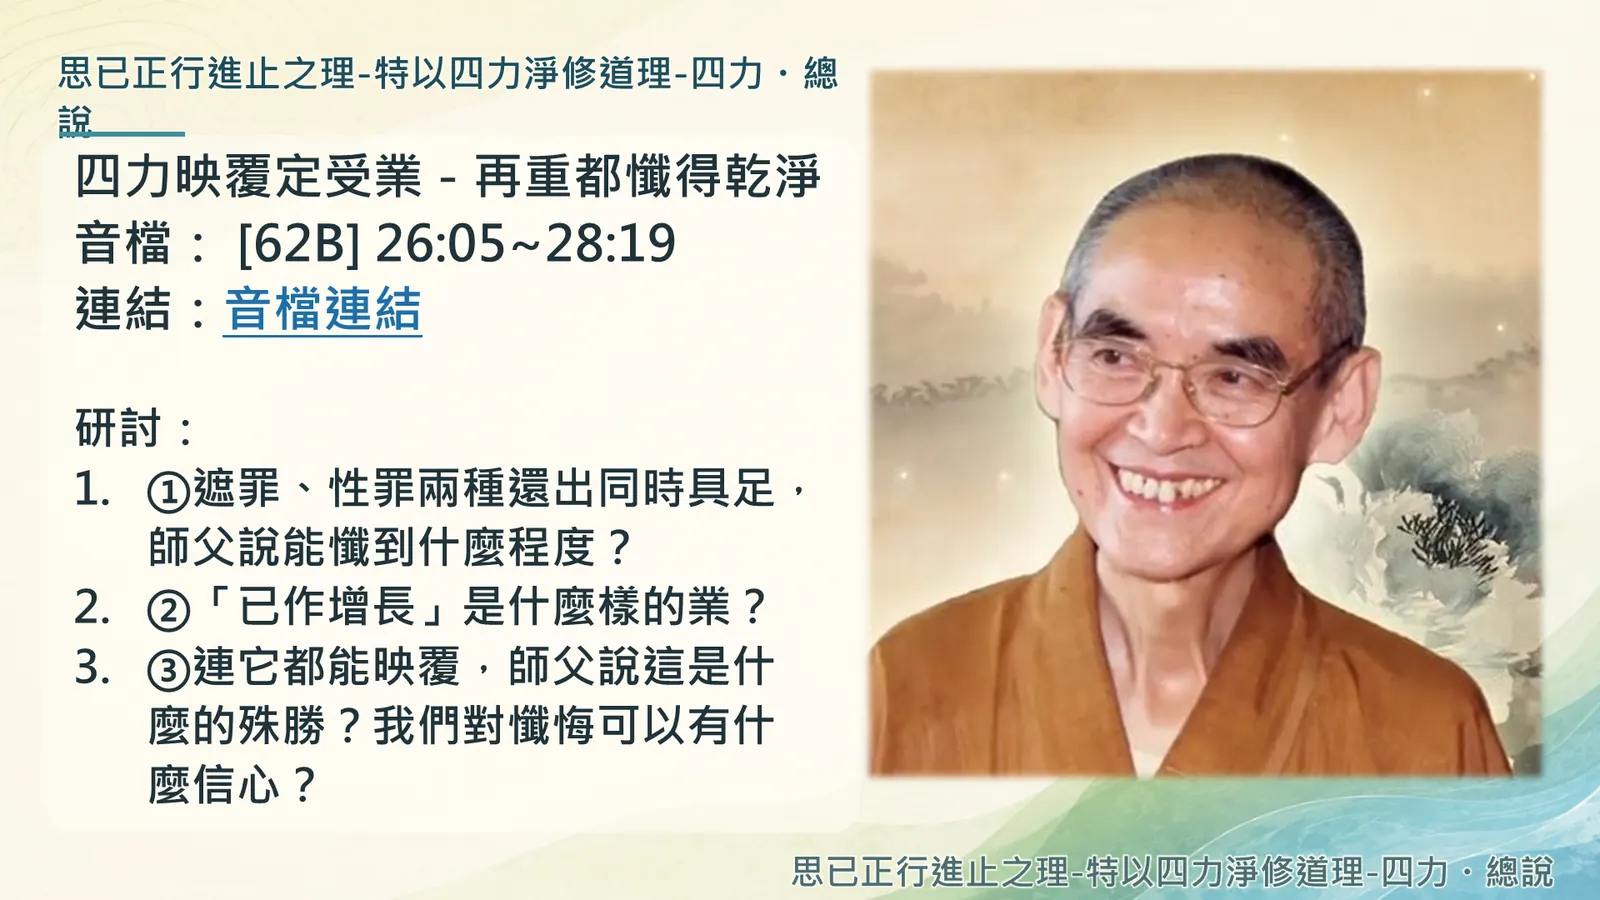 思已正行進止之理-特以四力淨修道理-四力．總
說
四力映覆定受業 - 再重都懺得乾淨
音檔： [62B] 26:05~28:19
連結：音檔連結
研討：
1. ①遮罪、性罪兩種還出同時具足，
師父說能懺到什麼程度？
2. ②「已作增長」是什麼樣的業？
3. ③連它都能映覆，師父說這是什
麼的殊勝？我們對懺悔可以有什
麼信心？
思已正行進止之理-特以四力淨修道理-四力．總說